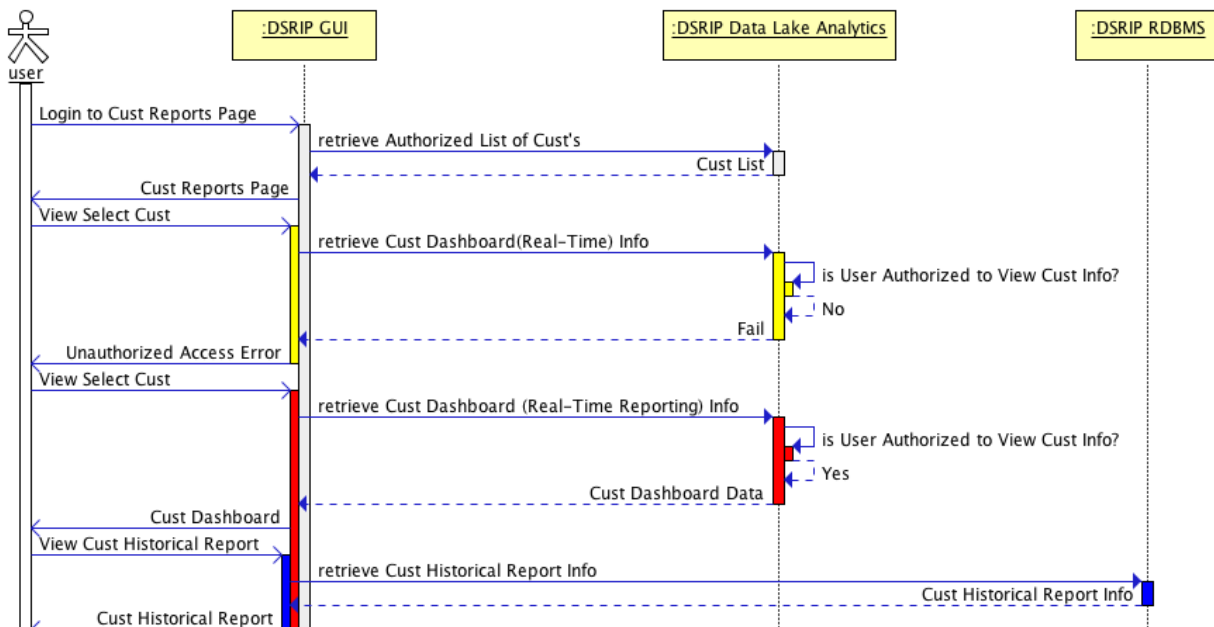 :DSRIP GUI
:DSRIP Data Lake Analytics
:DSRIP RDBMS
user
Login to Cust Reports Page
retrieve Authorized List of Cust's
Cust List
Cust Reports Page
View Select Cust
retrieve Cust Dashboard(Real-Time) Info
is User Authorized to View Cust Info?
No
Fail
Unauthorized Access Error
View Select Cust
retrieve Cust Dashboard (Real-Time Reporting) Info
is User Authorized to View Cust Info?
Yes
Cust Dashboard Data
Cust Dashboard
View Cust Historical Report
retrieve Cust Historical Report Info
Cust Historical Report Info
Cust Historical Report